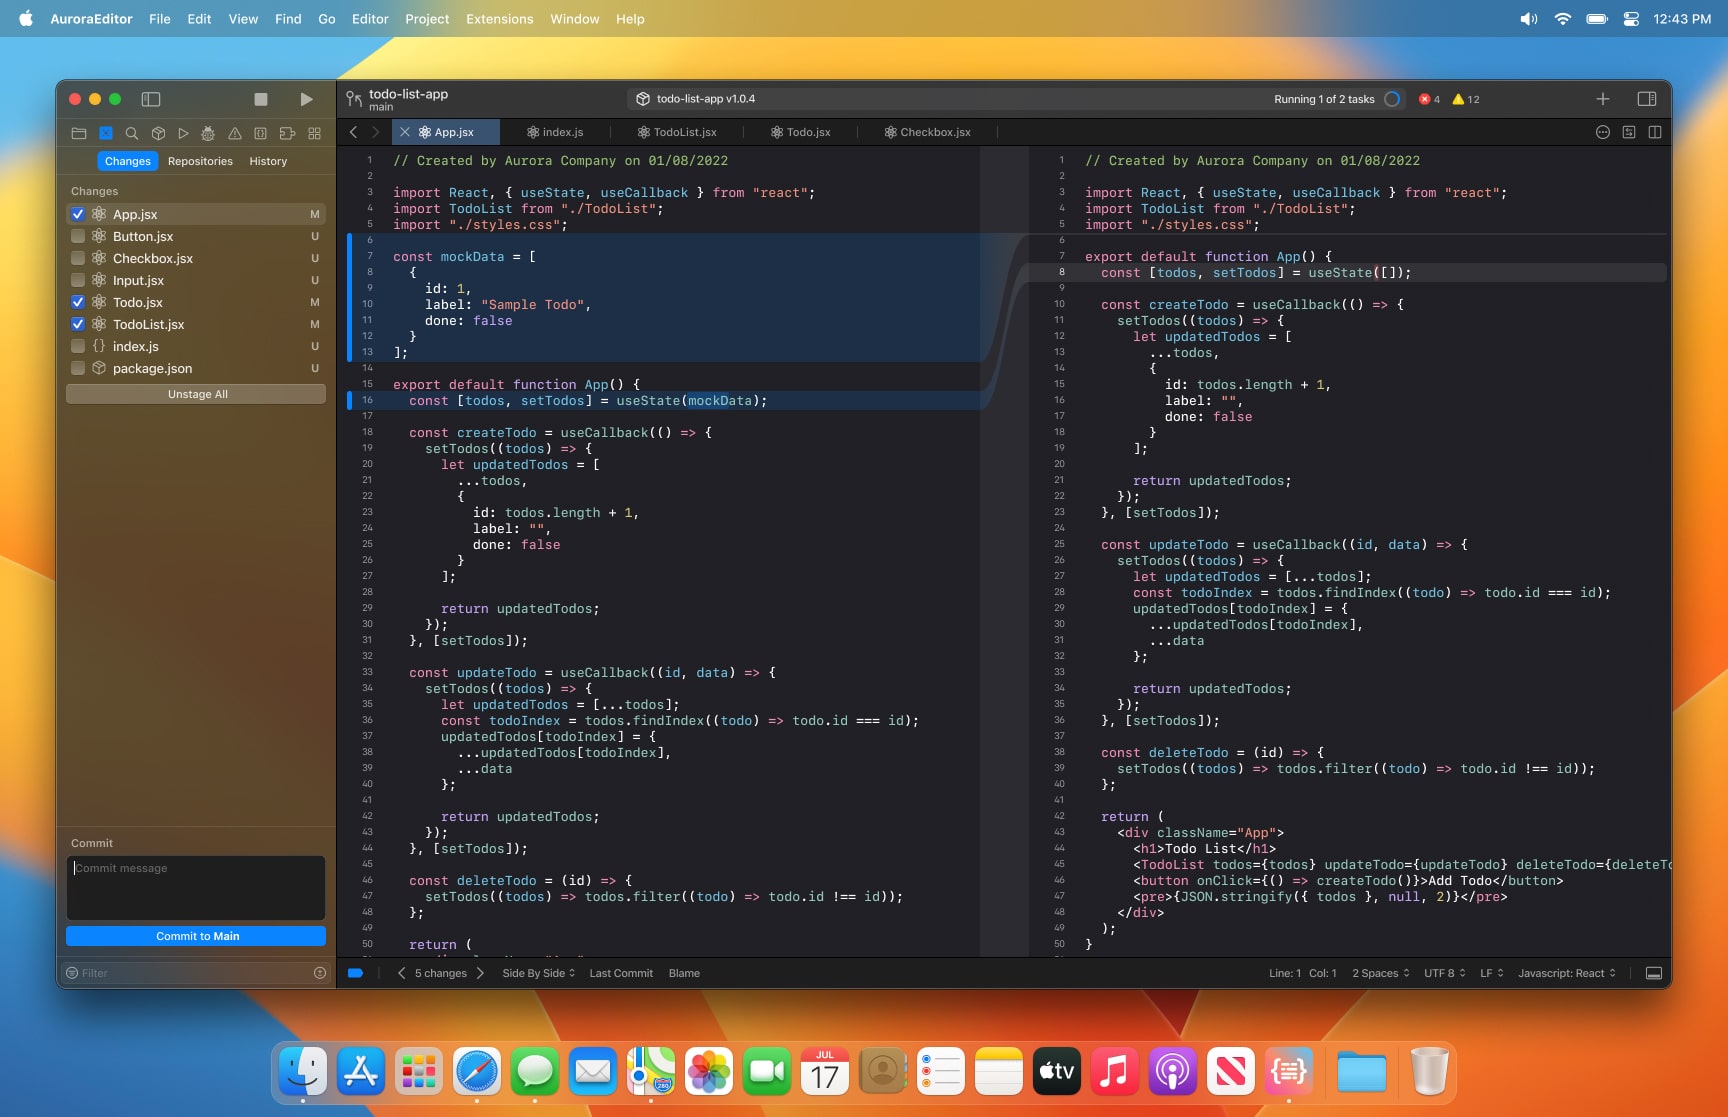 AuroraEditor File Edit View Find Go Editor Project Extensions Window Help 12:43 PM
todo-list-app
main
todo-list-app v1.0.4 Running 1 of 2 tasks 4 12
App.jsx index.js TodoList.jsx Todo.jsx Checkbox.jsx
Changes Repositories History
Changes
App.jsx M
Button.jsx U
Checkbox.jsx U
Input.jsx U
Todo.jsx M
TodoList.jsx M
index.js U
package.json U
Unstage All
Commit
Commit message
Commit to Main
Filter
1 // Created by Aurora Company on 01/08/2022
2
3 import React, { useState, useCallback } from "react";
4 import TodoList from "./TodoList";
5 import "./styles.css";
6
7 const mockData = [
8 {
9 id: 1,
10 label: "Sample Todo",
11 done: false
12 }
13 ];
14
15 export default function App() {
16 const [todos, setTodos] = useState(mockData);
17
18 const createTodo = useCallback(() => {
19 setTodos((todos) => {
20 let updatedTodos = [
21 ...todos,
22 {
23 id: todos.length + 1,
24 label: "",
25 done: false
26 }
27 ];
28
29 return updatedTodos;
30 });
31 }, [setTodos]);
32
33 const updateTodo = useCallback((id, data) => {
34 setTodos((todos) => {
35 let updatedTodos = [...todos];
36 const todoIndex = todos.findIndex((todo) => todo.id === id);
37 updatedTodos[todoIndex] = {
38 ...updatedTodos[todoIndex],
39 ...data
40 };
41
42 return updatedTodos;
43 });
44 }, [setTodos]);
45
46 const deleteTodo = (id) => {
47 setTodos((todos) => todos.filter((todo) => todo.id !== id));
48 };
49
50 return (
1 // Created by Aurora Company on 01/08/2022
2
3 import React, { useState, useCallback } from "react";
4 import TodoList from "./TodoList";
5 import "./styles.css";
6
7 export default function App() {
8 const [todos, setTodos] = useState([]);
9
10 const createTodo = useCallback(() => {
11 setTodos((todos) => {
12 let updatedTodos = [
13 ...todos,
14 {
15 id: todos.length + 1,
16 label: "",
17 done: false
18 }
19 ];
20
21 return updatedTodos;
22 });
23 }, [setTodos]);
24
25 const updateTodo = useCallback((id, data) => {
26 setTodos((todos) => {
27 let updatedTodos = [...todos];
28 const todoIndex = todos.findIndex((todo) => todo.id === id);
29 updatedTodos[todoIndex] = {
30 ...updatedTodos[todoIndex],
31 ...data
32 };
33
34 return updatedTodos;
35 });
36 }, [setTodos]);
37
38 const deleteTodo = (id) => {
39 setTodos((todos) => todos.filter((todo) => todo.id !== id));
40 };
41
42 return (
43 <div className="App">
44 <h1>Todo List</h1>
45 <TodoList todos={todos} updateTodo={updateTodo} deleteTodo={deleteTo
46 <button onClick={() => createTodo()}>Add Todo</button>
47 <pre>{JSON.stringify({ todos }, null, 2)}</pre>
48 </div>
49 );
50 }
5 changes Side By Side Last Commit Blame Line: 1 Col: 1 2 Spaces UTF 8 LF Javascript: React
280
JUL
17
tv